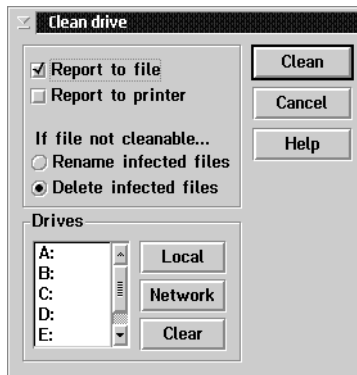 Clean drive
Report to file
Report to printer
If file not cleanable...
Rename infected files
Delete infected files
Clean
Cancel
Help
Drives
A:
B:
C:
D:
E:
Local
Network
Clear